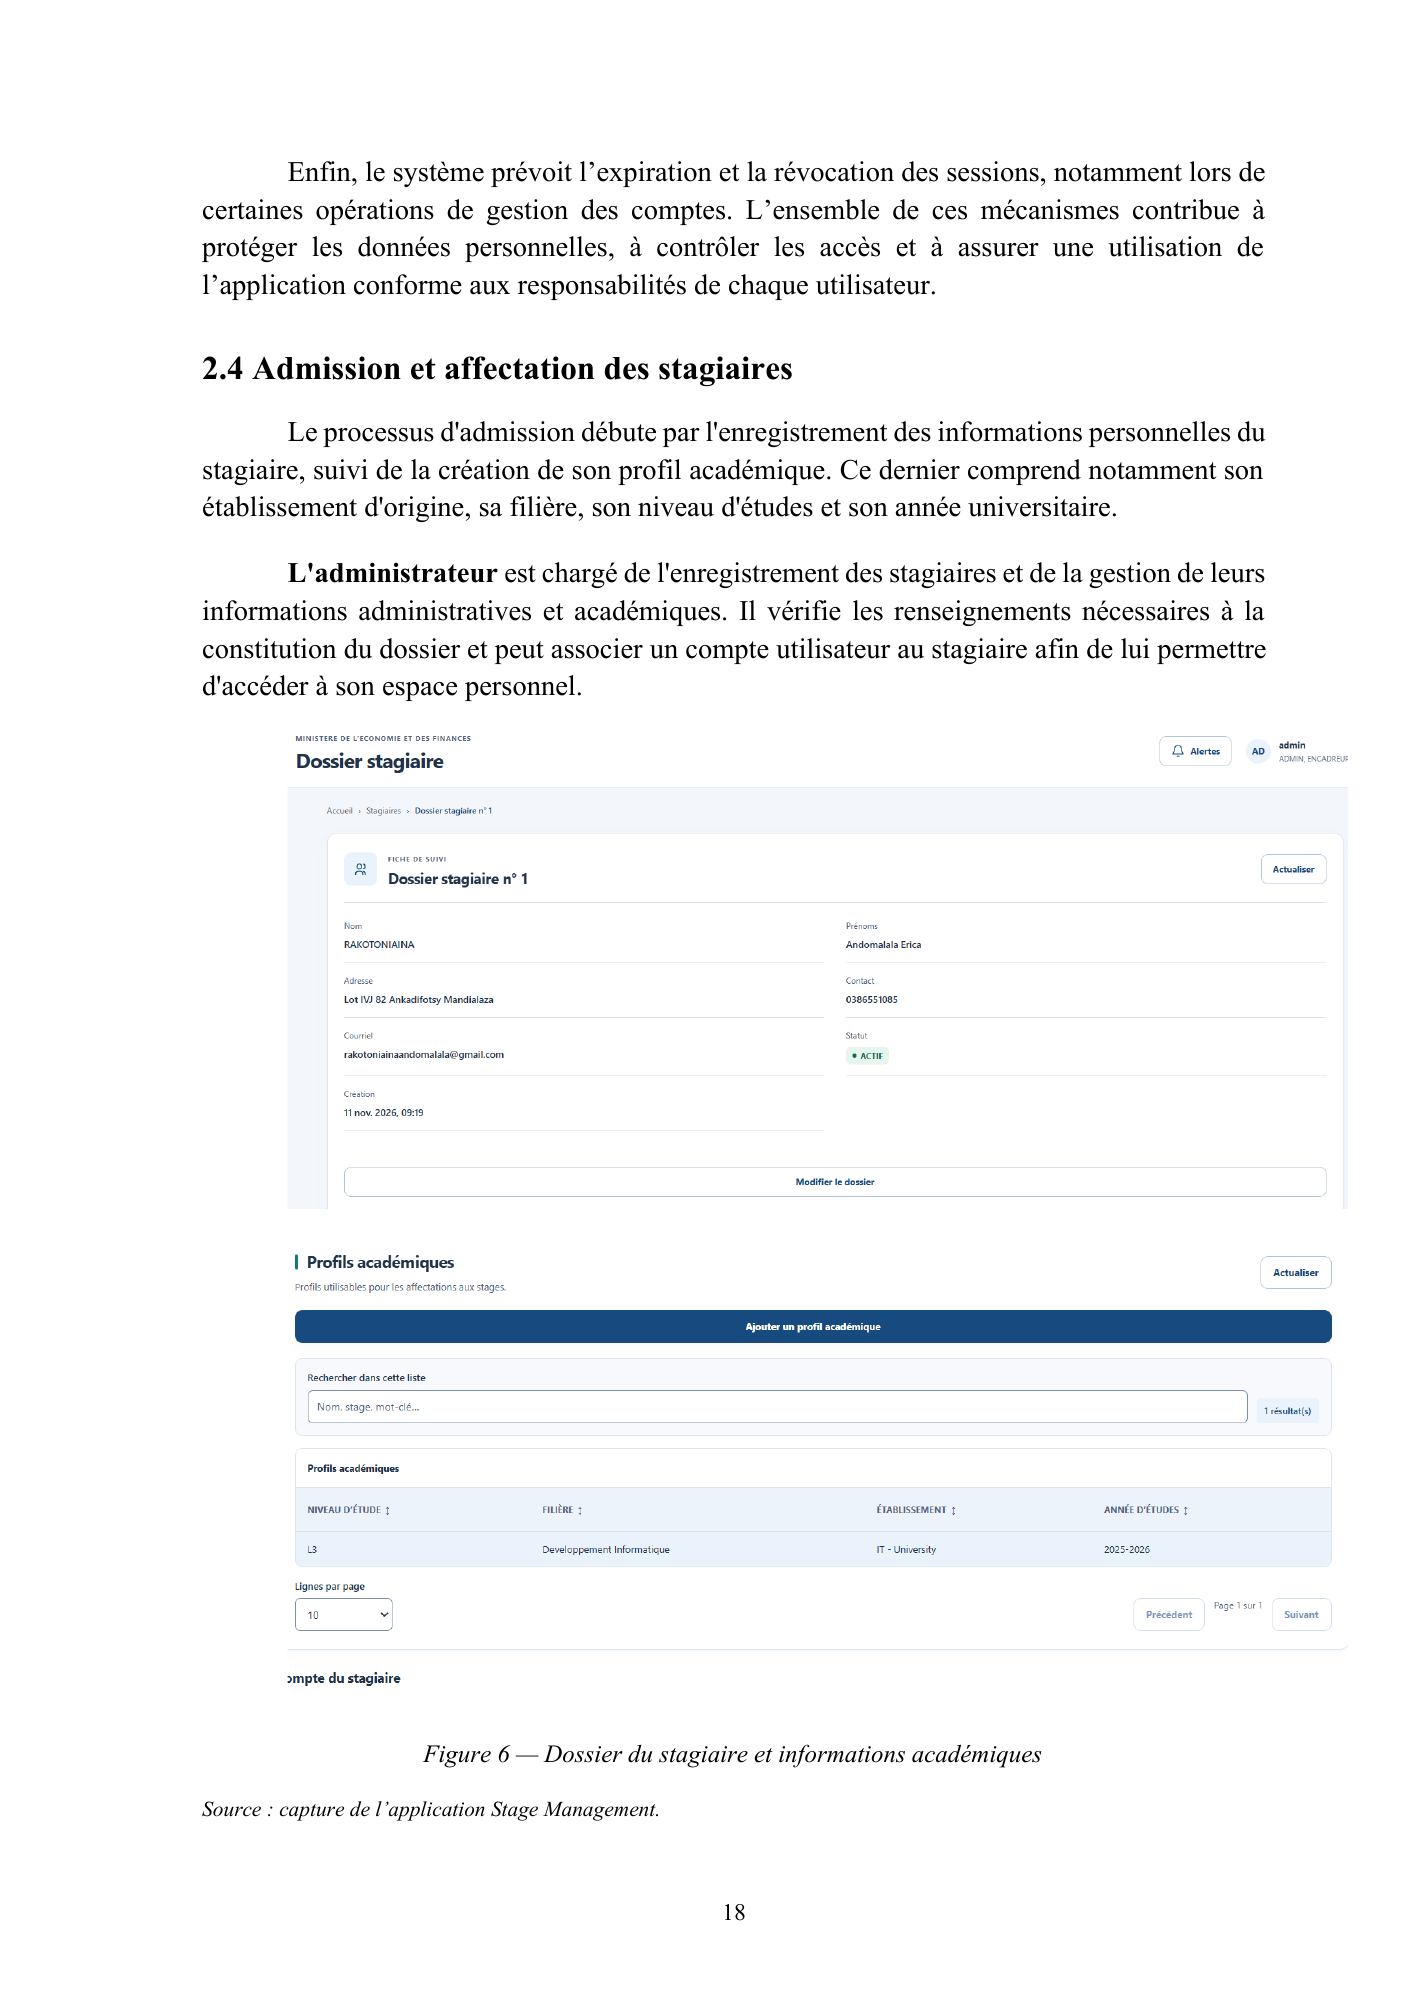 Enfin, le système prévoit l’expiration et la révocation des sessions, notamment lors de
certaines opérations de gestion des comptes. L’ensemble de ces mécanismes contribue à
protéger les données personnelles, à contrôler les accès et à assurer une utilisation de
l’application conforme aux responsabilités de chaque utilisateur.
2.4 Admission et affectation des stagiaires
Le processus d'admission débute par l'enregistrement des informations personnelles du
stagiaire, suivi de la création de son profil académique. Ce dernier comprend notamment son
établissement d'origine, sa filière, son niveau d'études et son année universitaire.
L'administrateur est chargé de l'enregistrement des stagiaires et de la gestion de leurs
informations administratives et académiques. Il vérifie les renseignements nécessaires à la
constitution du dossier et peut associer un compte utilisateur au stagiaire afin de lui permettre
d'accéder à son espace personnel.
MINISTERE DE L'ECONOMIE ET DES FINANCES
Dossier stagiaire
Alertes
AD
admin
ADMIN, ENCADREUR
Accueil › Stagiaires › Dossier stagiaire n° 1
FICHE DE SUIVI
Dossier stagiaire n° 1
Actualiser
Nom
Prénoms
RAKOTONIAINA
Andomalala Erica
Adresse
Contact
Lot IVJ 82 Ankadifotsy Mandialaza
0386551085
Courriel
Statut
rakotoniainaandomalala@gmail.com
• ACTIF
Création
11 nov. 2026, 09:19
Modifier le dossier
Profils académiques
Profils utilisables pour les affectations aux stages.
Actualiser
Ajouter un profil académique
Rechercher dans cette liste
Nom, stage, mot-clé...
1 résultat(s)
Profils académiques
NIVEAU D'ÉTUDE ↕ FILIÈRE ↕ ÉTABLISSEMENT ↕ ANNÉE D'ÉTUDES ↕
L3 Developpement Informatique IT - University 2025-2026
Lignes par page
10
Précédent Page 1 sur 1 Suivant
ompte du stagiaire
Figure 6 — Dossier du stagiaire et informations académiques
Source : capture de l’application Stage Management.
18